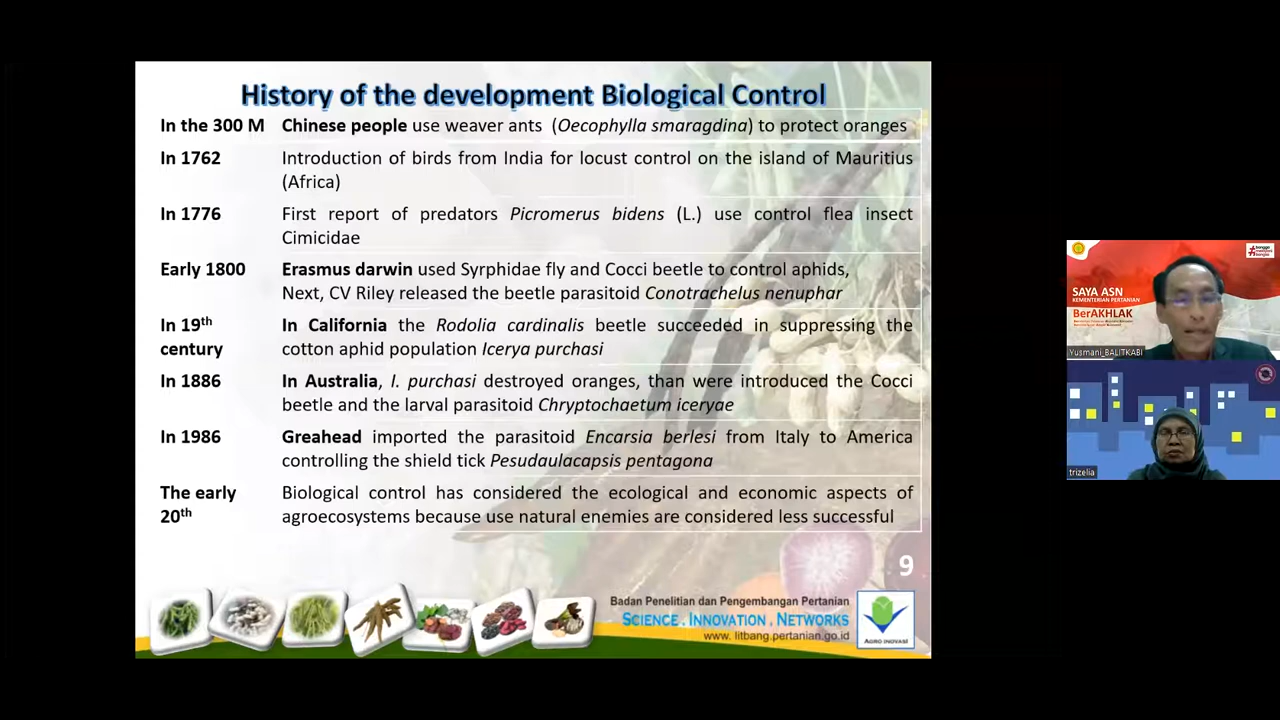 History of the development Biological Control
In the 300 M Chinese people use weaver ants (Oecophylla smaragdina) to protect oranges
In 1762 Introduction of birds from India for locust control on the island of Mauritius
(Africa)
In 1776 First report of predators Picromerus bidens (L.) use control flea insect
Cimicidae
Early 1800 Erasmus darwin used Syrphidae fly and Cocci beetle to control aphids,
Next, CV Riley released the beetle parasitoid Conotrachelus nenuphar
In 19th In California the Rodolia cardinalis beetle succeeded in suppressing the
century cotton aphid population Icerya purchasi
In 1886 In Australia, I. purchasi destroyed oranges, than were introduced the Cocci
beetle and the larval parasitoid Chryptochaetum iceryae
In 1986 Greahead imported the parasitoid Encarsia berlesi from Italy to America
controlling the shield tick Pesudaulacapsis pentagona
The early Biological control has considered the ecological and economic aspects of
20th agroecosystems because use natural enemies are considered less successful
9
Badan Penelitian dan Pengembangan Pertanian
SCIENCE . INNOVATION . NETWORKS
www. litbang.pertanian.go.id
AGRO INOVASI
SAYA ASN
KEMENTERIAN PERTANIAN
BerAKHLAK
Yusmani_BALITKABI
trizelia